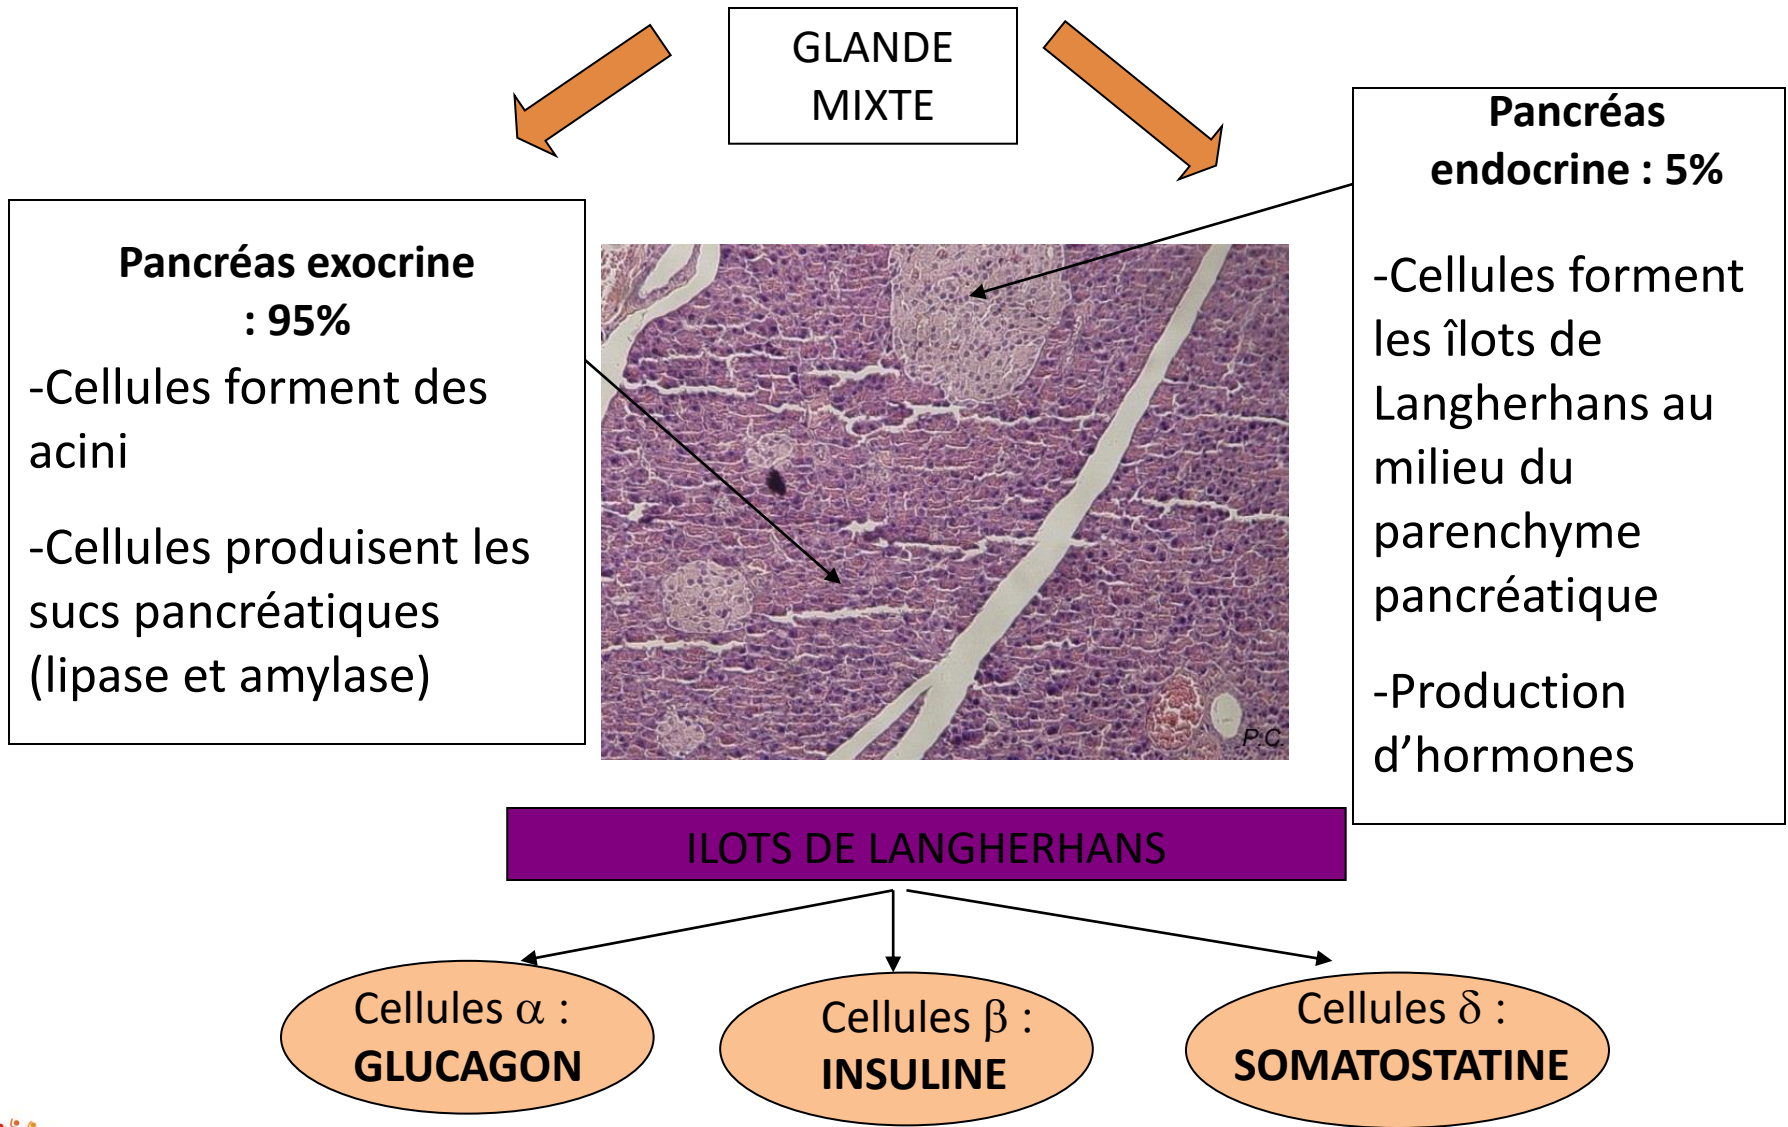 GLANDE
MIXTE
Pancréas exocrine
: 95%
-Cellules forment des
acini
-Cellules produisent les
sucs pancréatiques
(lipase et amylase)
Pancréas
endocrine : 5%
-Cellules forment
les îlots de
Langherhans au
milieu du
parenchyme
pancréatique
-Production
d’hormones
P.C.
ILOTS DE LANGHERHANS
Cellules α :
GLUCAGON
Cellules β :
INSULINE
Cellules δ :
SOMATOSTATINE